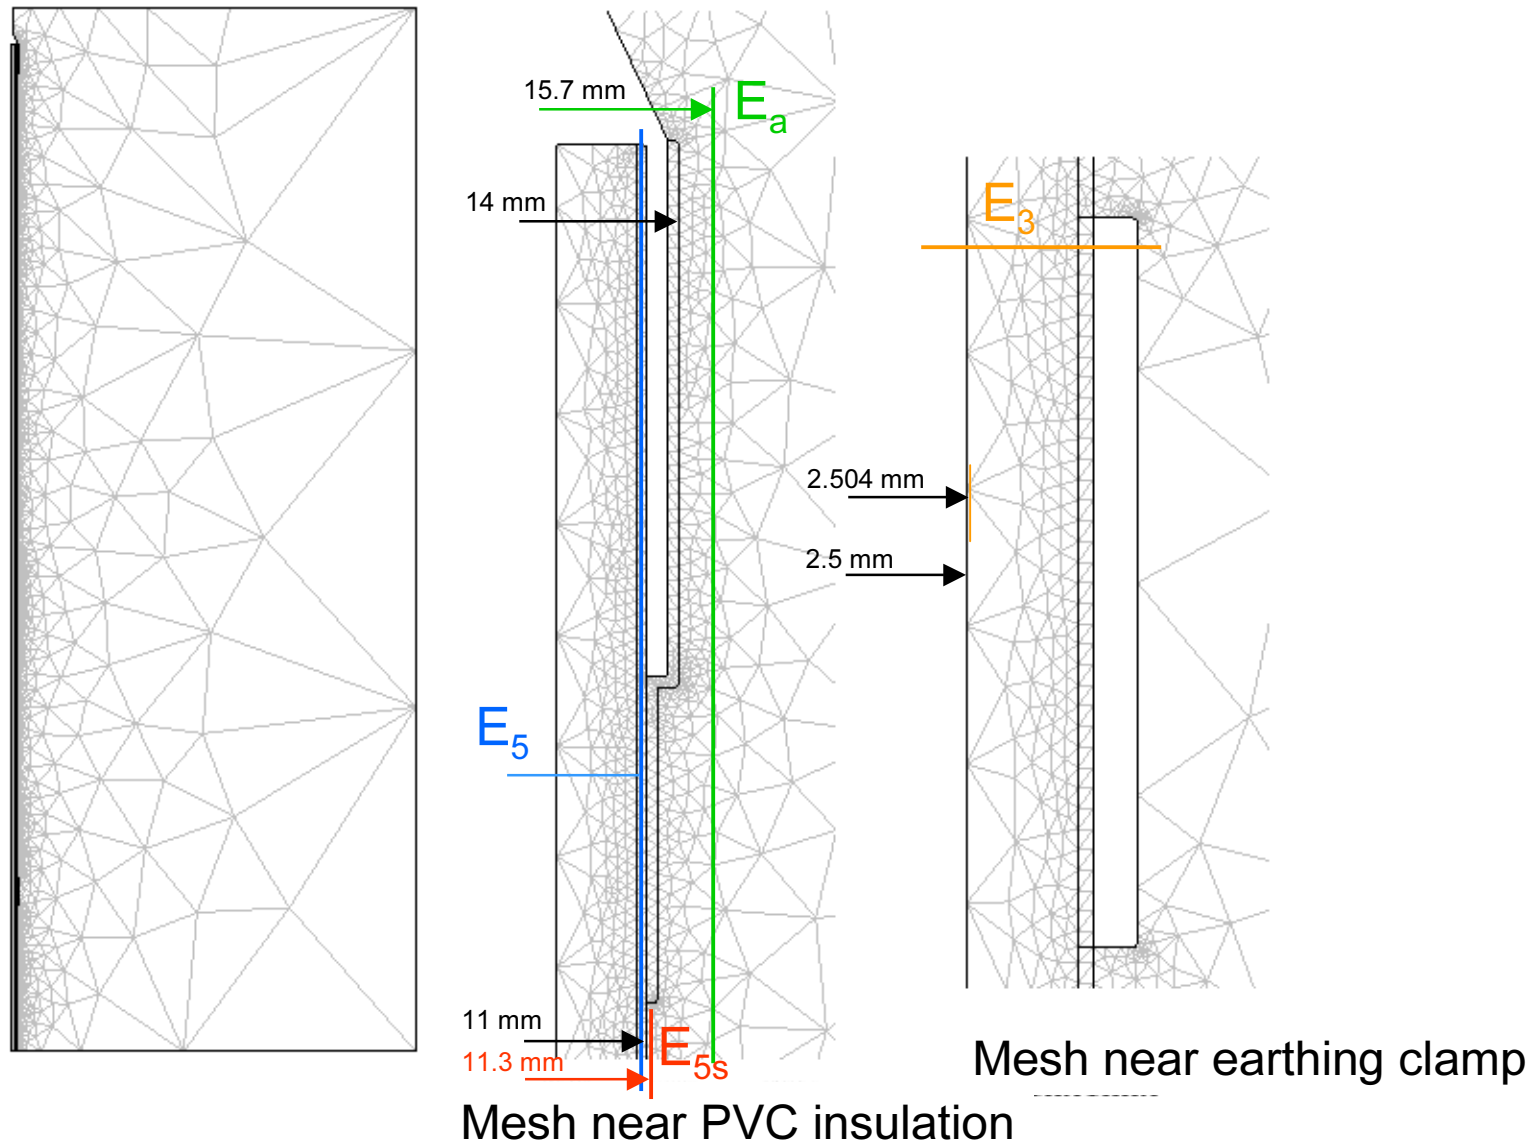 15.7 mm
Ea
14 mm
E3
2.504 mm
2.5 mm
E5
11 mm
11.3 mm
E5s
Mesh near earthing clamp
Mesh near PVC insulation